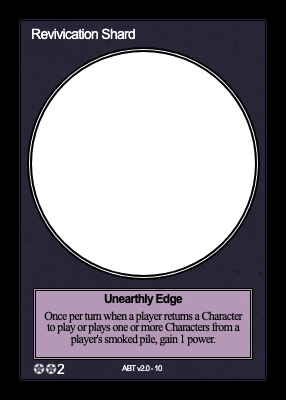 Revivication Shard
Unearthly Edge
Once per turn when a player returns a Character
to play or plays one or more Characters from a
player's smoked pile, gain 1 power.
2 ABT v2.0 - 10